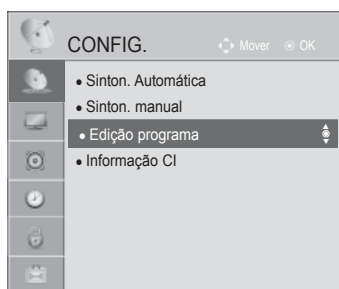 CONFIG.
Mover OK
● Sinton. Automática
● Sinton. manual
● Edição programa
● Informação CI